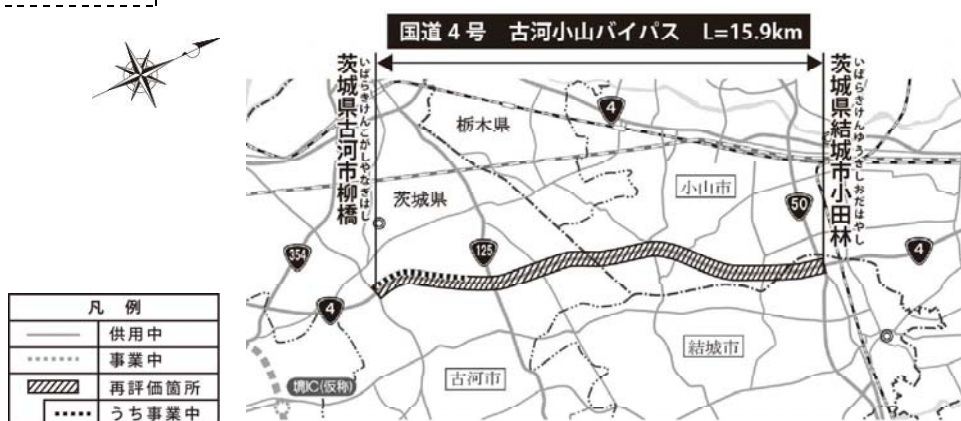 国道4号 古河小山バイパス L=15.9km
いばらきけんこがしやなぎはし
茨城県古河市柳橋
いばらきけんゆうきしおだばやし
茨城県結城市小田林
栃木県
4
小山市
茨城県
50
354
125
4
4
結城市
古河市
境IC(仮称)
凡 例
供用中
事業中
再評価箇所
うち事業中